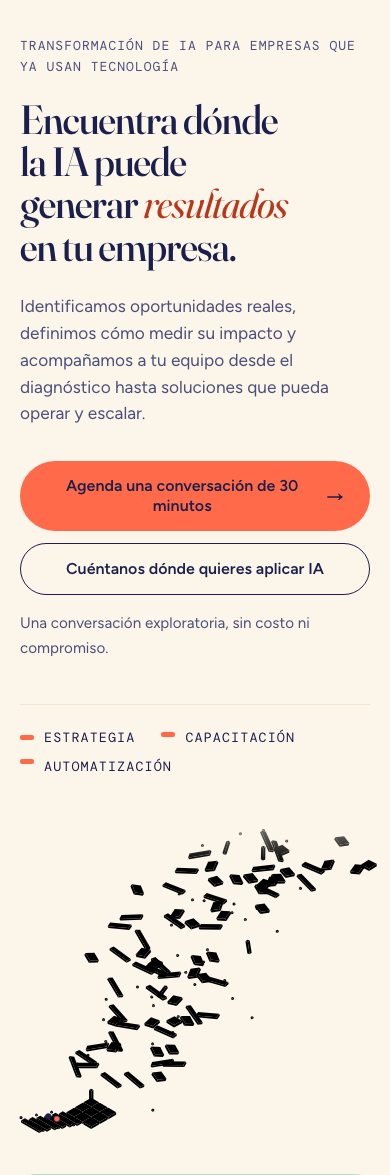 TRANSFORMACIÓN DE IA PARA EMPRESAS QUE
YA USAN TECNOLOGÍA
Encuentra dónde
la IA puede
generar resultados
en tu empresa.
Identificamos oportunidades reales,
definimos cómo medir su impacto y
acompañamos a tu equipo desde el
diagnóstico hasta soluciones que pueda
operar y escalar.
Agenda una conversación de 30
minutos →
Cuéntanos dónde quieres aplicar IA
Una conversación exploratoria, sin costo ni
compromiso.
ESTRATEGIA CAPACITACIÓN
AUTOMATIZACIÓN